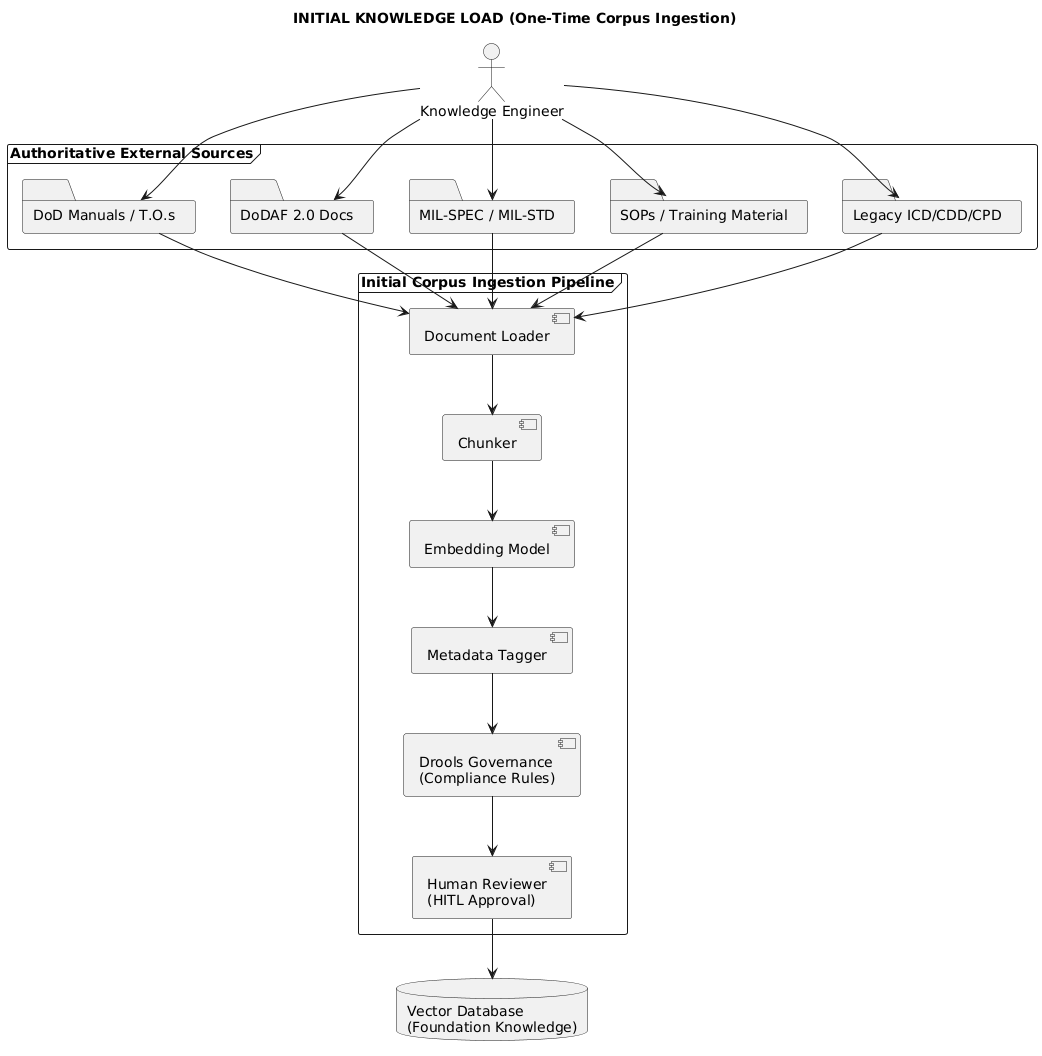 INITIAL KNOWLEDGE LOAD (One-Time Corpus Ingestion)
Knowledge Engineer
Authoritative External Sources
DoD Manuals / T.O.s
DoDAF 2.0 Docs
MIL-SPEC / MIL-STD
SOPs / Training Material
Legacy ICD/CDD/CPD
Initial Corpus Ingestion Pipeline
Document Loader
Chunker
Embedding Model
Metadata Tagger
Drools Governance
(Compliance Rules)
Human Reviewer
(HITL Approval)
Vector Database
(Foundation Knowledge)